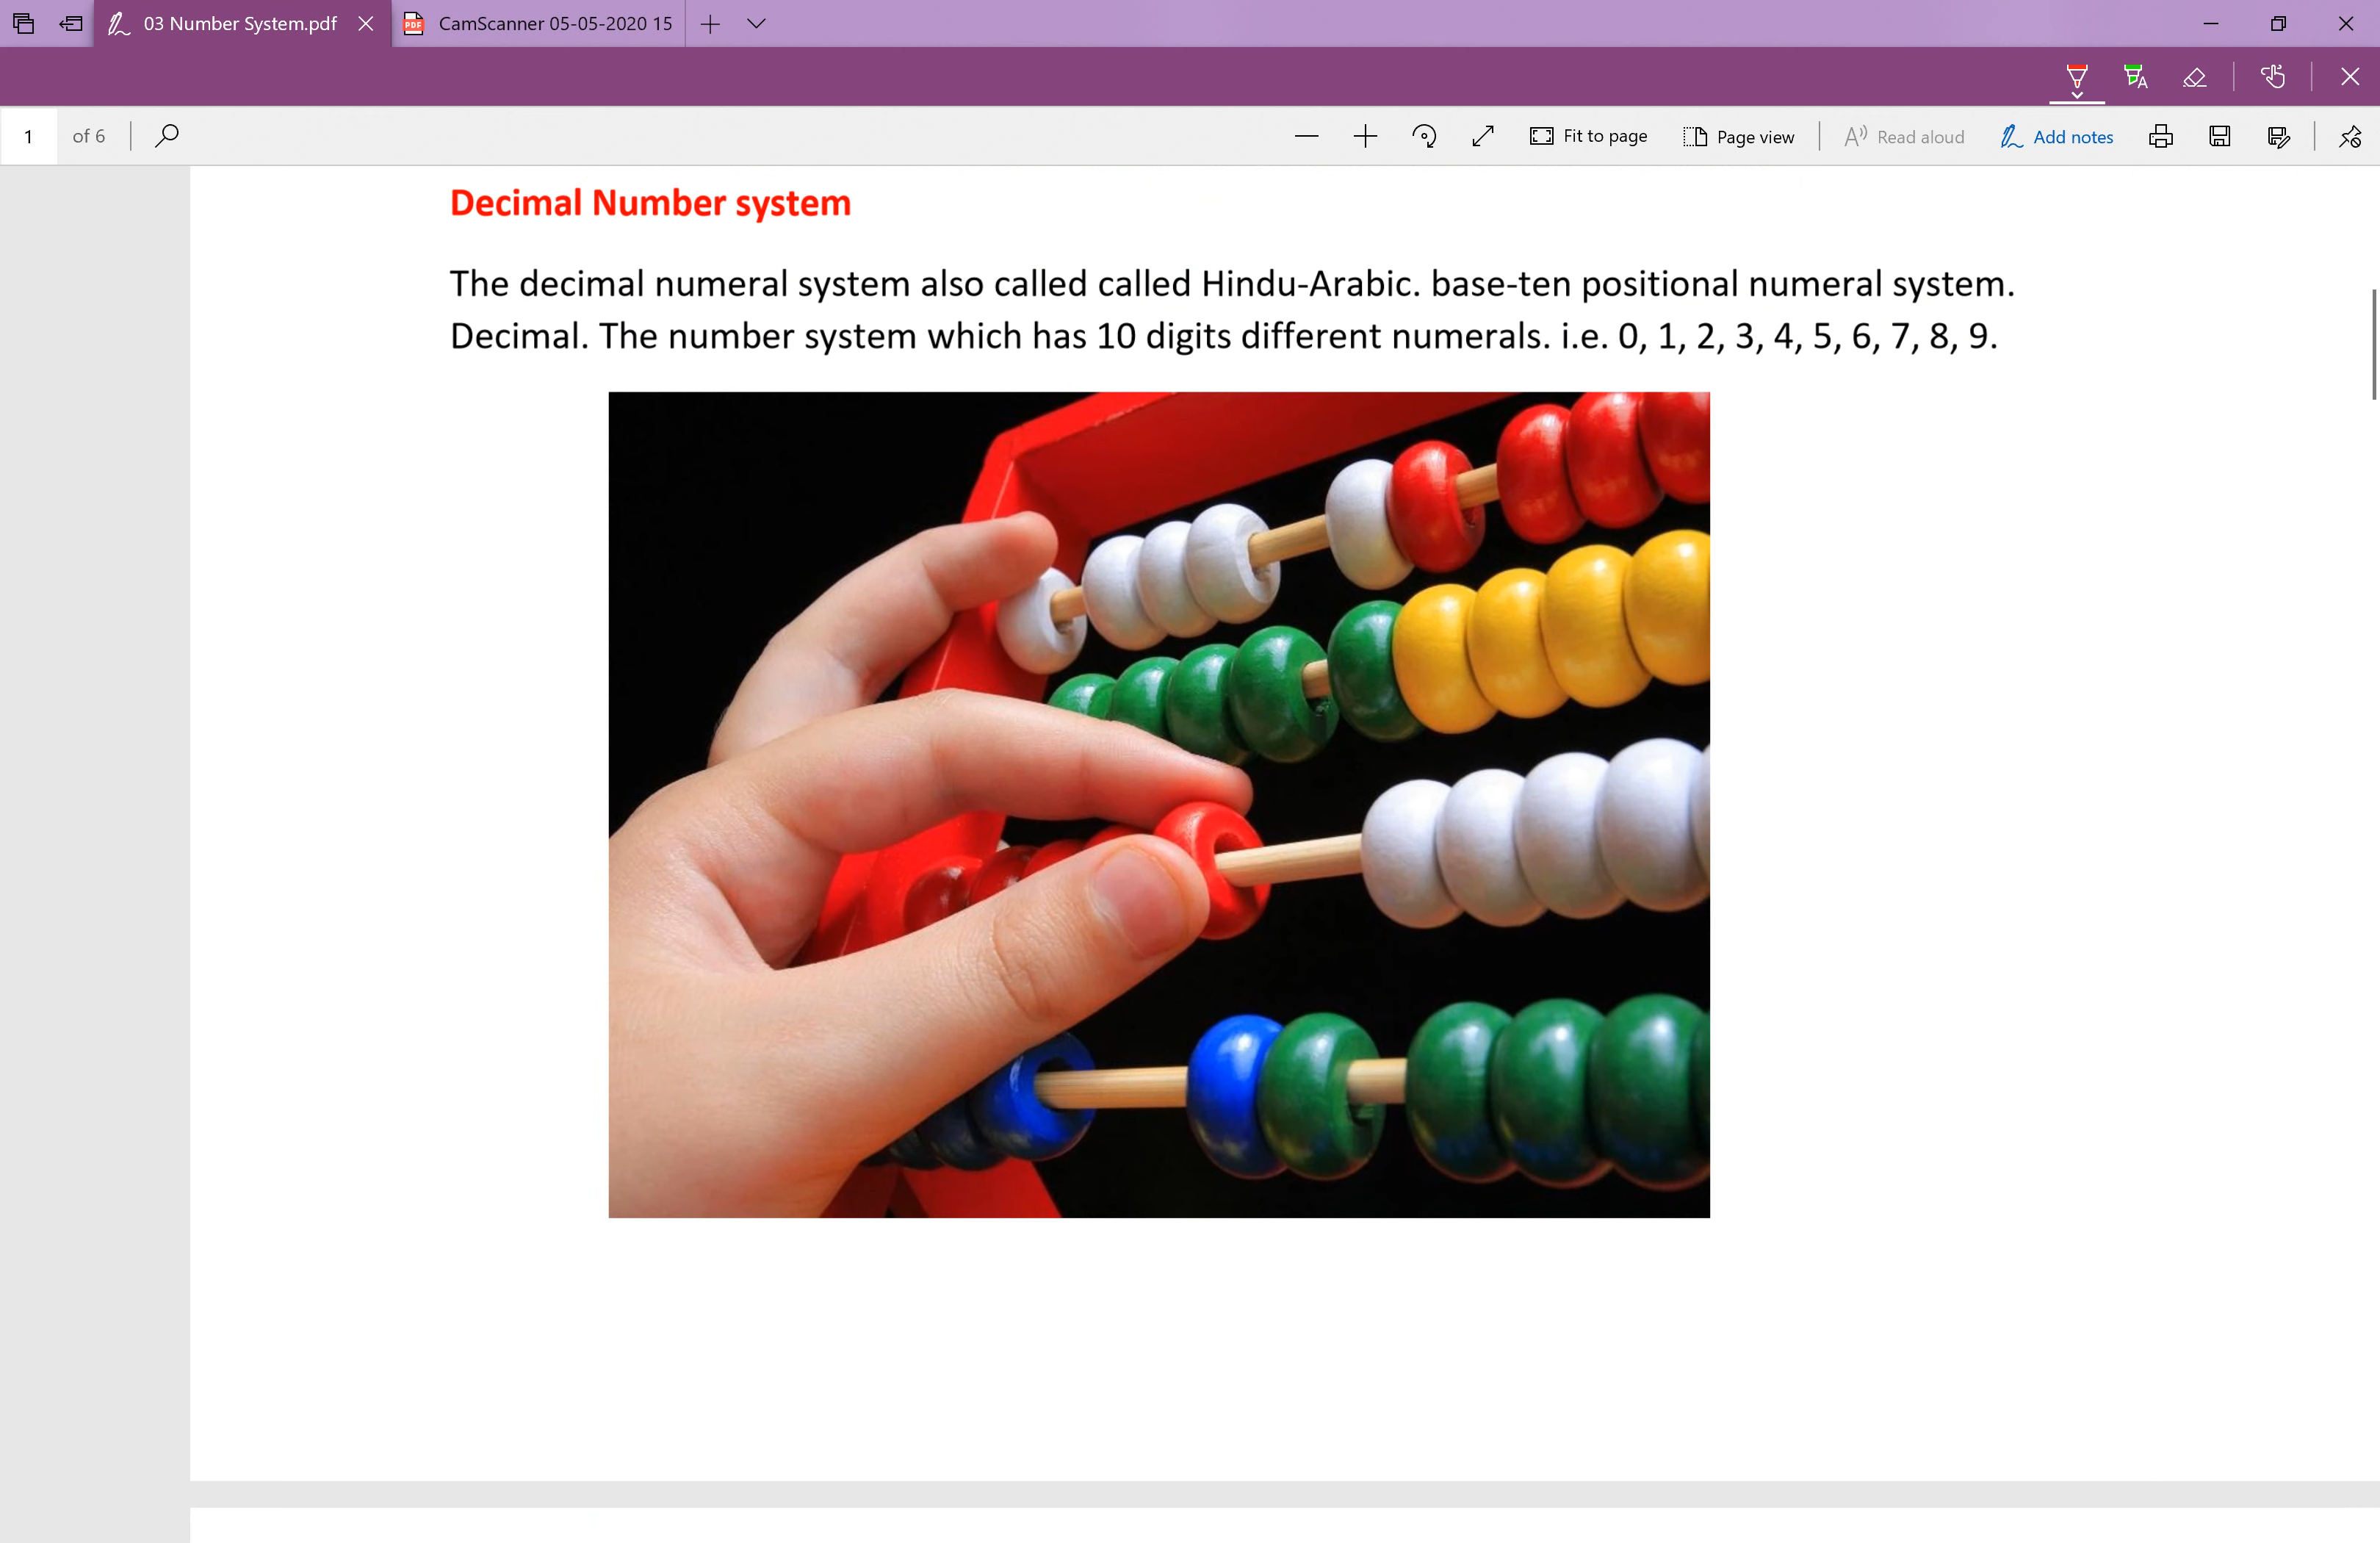 03 Number System.pdf
CamScanner 05-05-2020 15
1 of 6
Fit to page
Page view
Read aloud
Add notes
Decimal Number system
The decimal numeral system also called called Hindu-Arabic. base-ten positional numeral system.
Decimal. The number system which has 10 digits different numerals. i.e. 0, 1, 2, 3, 4, 5, 6, 7, 8, 9.